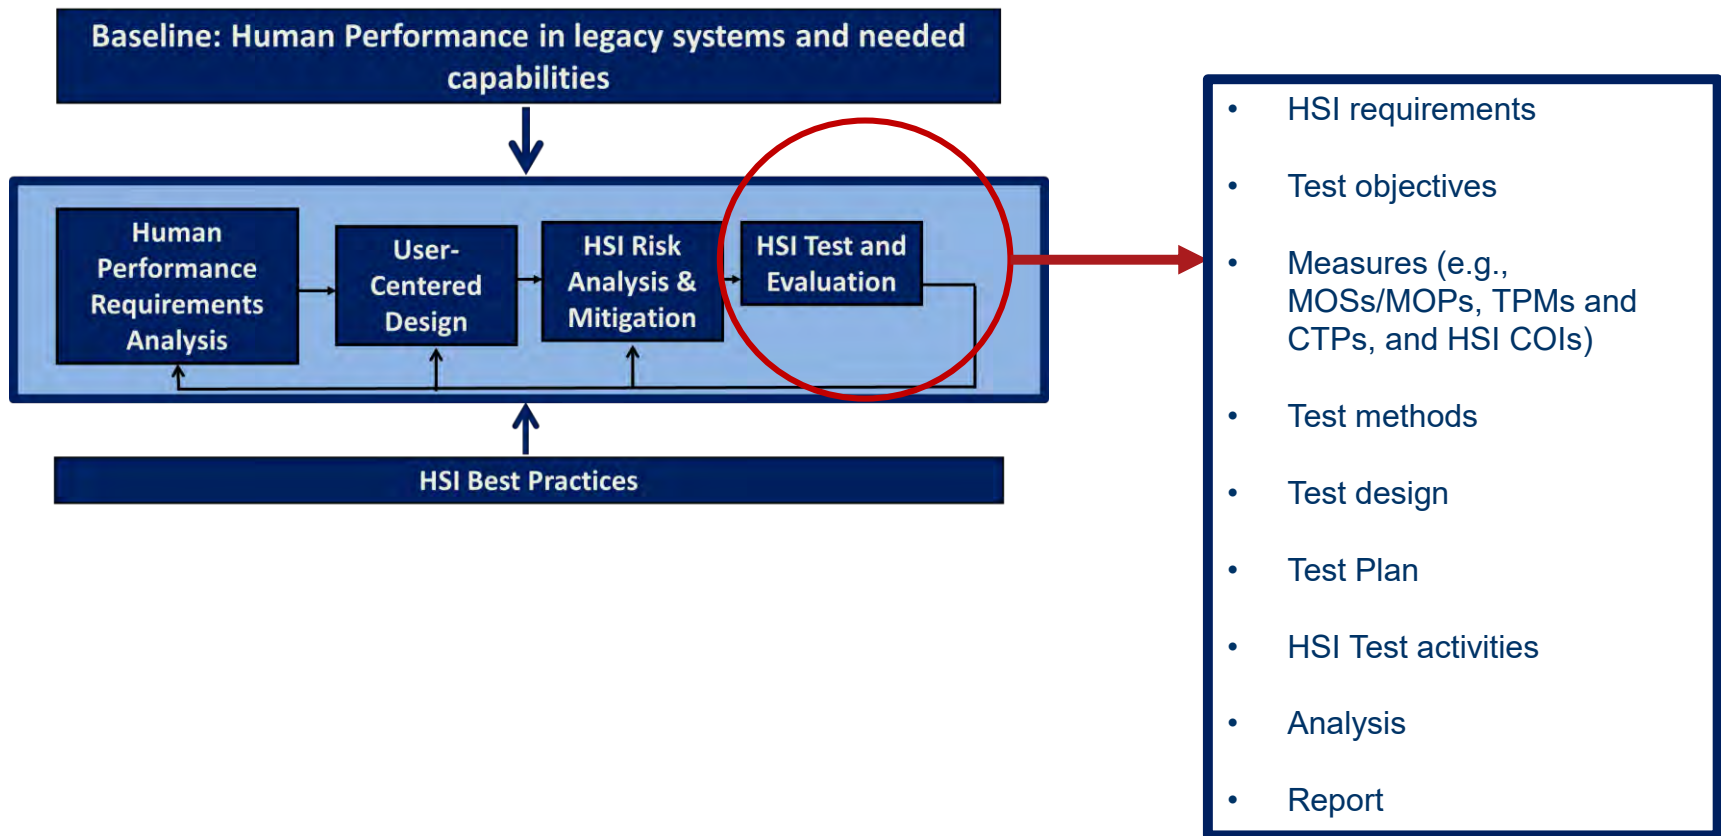 Baseline: Human Performance in legacy systems and needed
capabilities
Human
Performance
Requirements
Analysis
User-
Centered
Design
HSI Risk
Analysis &
Mitigation
HSI Test and
Evaluation
HSI Best Practices
• HSI requirements
• Test objectives
• Measures (e.g.,
MOSs/MOPs, TPMs and
CTPs, and HSI COIs)
• Test methods
• Test design
• Test Plan
• HSI Test activities
• Analysis
• Report